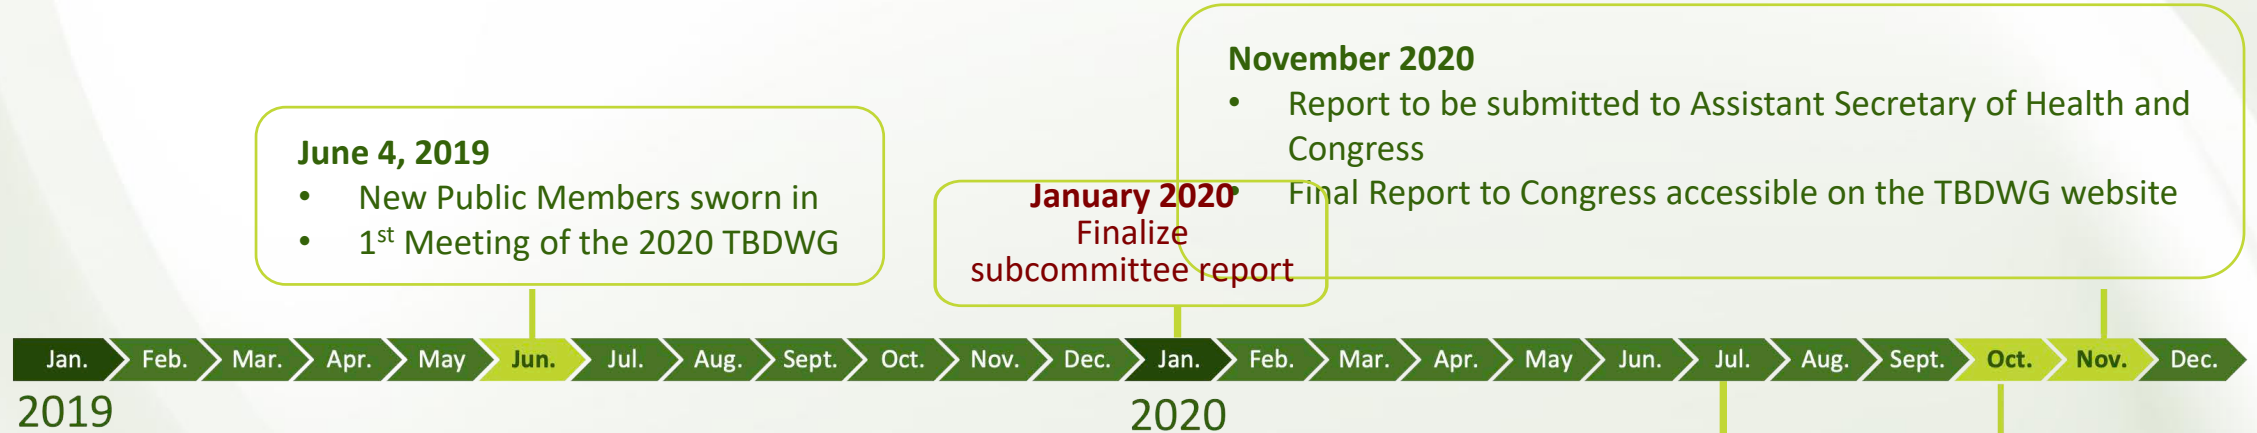 November 2020
• Report to be submitted to Assistant Secretary of Health and
Congress
• Final Report to Congress accessible on the TBDWG website
June 4, 2019
• New Public Members sworn in
• 1st Meeting of the 2020 TBDWG
January 2020
Finalize
subcommittee report
Jan. Feb. Mar. Apr. May Jun. Jul. Aug. Sept. Oct. Nov. Dec. Jan. Feb. Mar. Apr. May Jun. Jul. Aug. Sept. Oct. Nov. Dec.
2019 2020